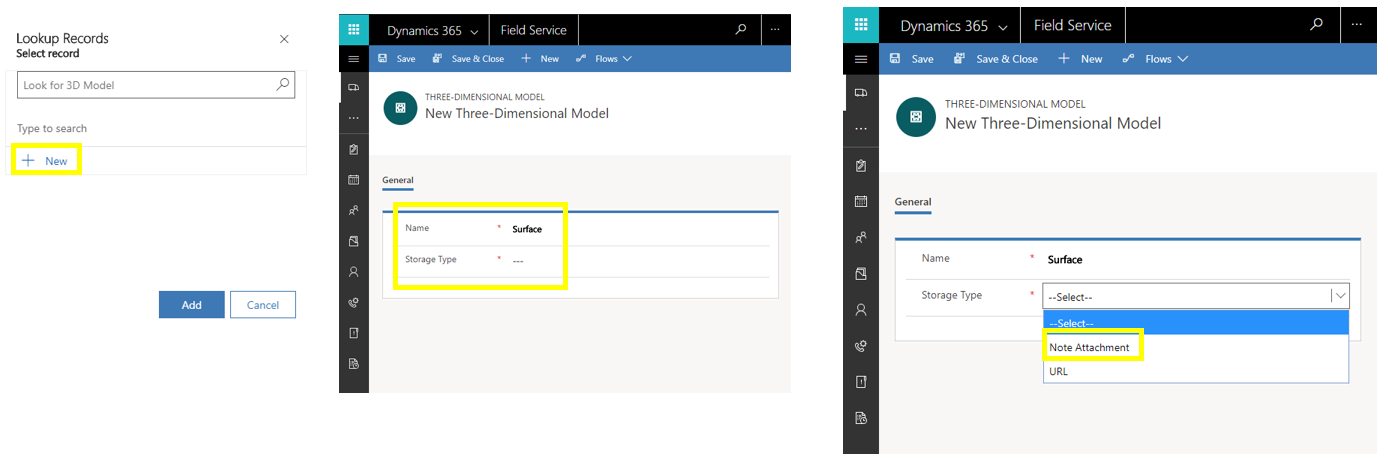 Lookup Records
Select record
Look for 3D Model
Type to search
New
Add
Cancel
Dynamics 365
Field Service
...
Save
Save & Close
New
Flows
THREE-DIMENSIONAL MODEL
New Three-Dimensional Model
General
Name * Surface
Storage Type * ---
Dynamics 365
Field Service
...
Save
Save & Close
New
Flows
THREE-DIMENSIONAL MODEL
New Three-Dimensional Model
General
Name * Surface
Storage Type * --Select--
--Select--
Note Attachment
URL